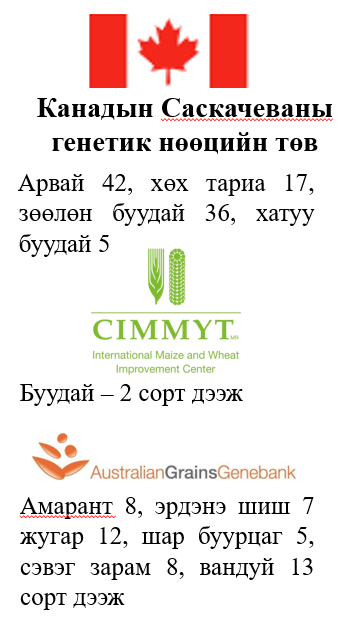 Канадын Саскачеваны
генетик нөөцийн төв
Арвай 42, хөх тариа 17,
зөөлөн буудай 36, хатуу
буудай 5
CIMMYT MR
International Maize and Wheat
Improvement Center
Буудай – 2 сорт дээж
AustralianGrainsGenebank
Амарант 8, эрдэнэ шиш 7
жугар 12, шар буурцаг 5,
сэвэг зарам 8, вандуй 13
сорт дээж